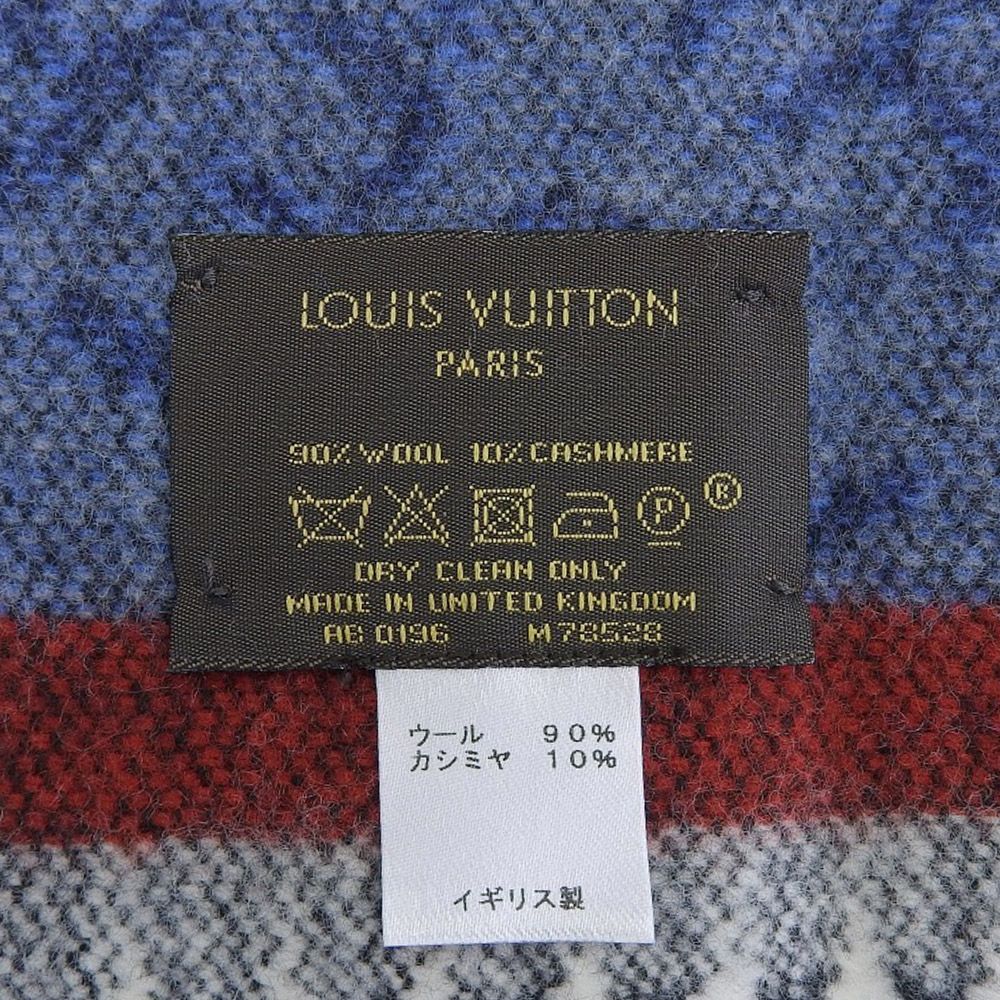 LOUIS VUITTON
PARIS
90% WOOL 10% CASHMERE
P ®
DRY CLEAN ONLY
MADE IN UNITED KINGDOM
AB 0196 M78528
ウール 90%
カシミヤ 10%
イギリス製